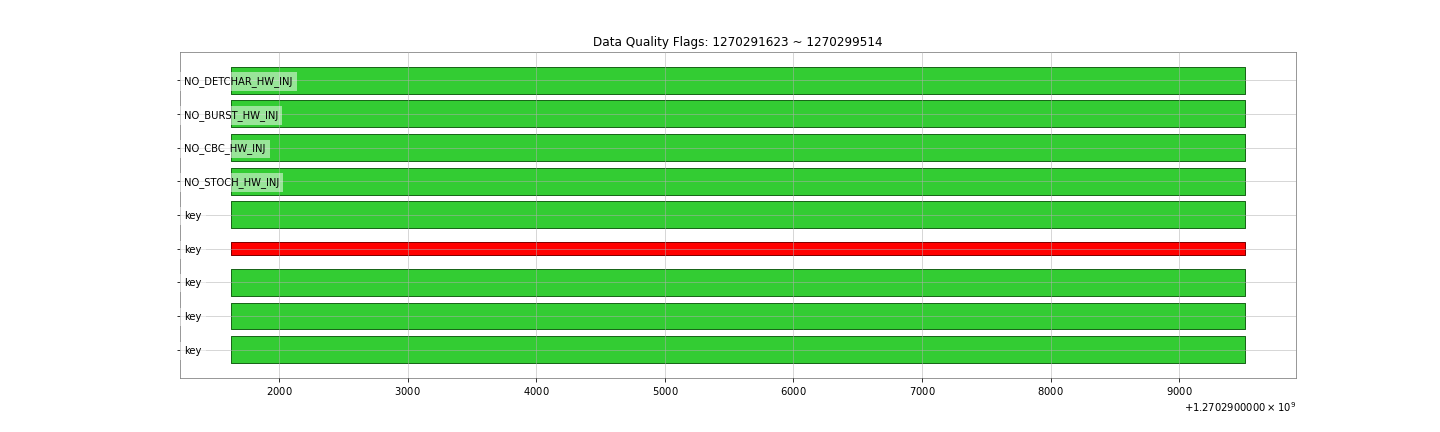 Data Quality Flags: 1270291623 ~ 1270299514
NO_DETCHAR_HW_INJ
NO_BURST_HW_INJ
NO_CBC_HW_INJ
NO_STOCH_HW_INJ
key
key
key
key
key
2000 3000 4000 5000 6000 7000 8000 9000
+1.2702900000 × 10⁹